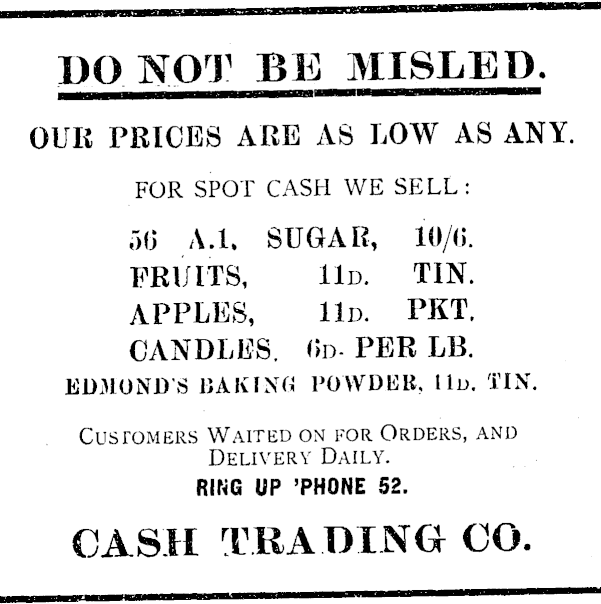 DO NOT BE MISLED.
OUR PRICES ARE AS LOW AS ANY.
FOR SPOT CASH WE SELL:
56 A.1. SUGAR, 10/6.
FRUITS, 11D. TIN.
APPLES, 11D. PKT.
CANDLES. 6D. PER LB.
EDMOND'S BAKING POWDER, 11D. TIN.
CUSTOMERS WAITED ON FOR ORDERS, AND
DELIVERY DAILY.
RING UP 'PHONE 52.
CASH TRADING CO.